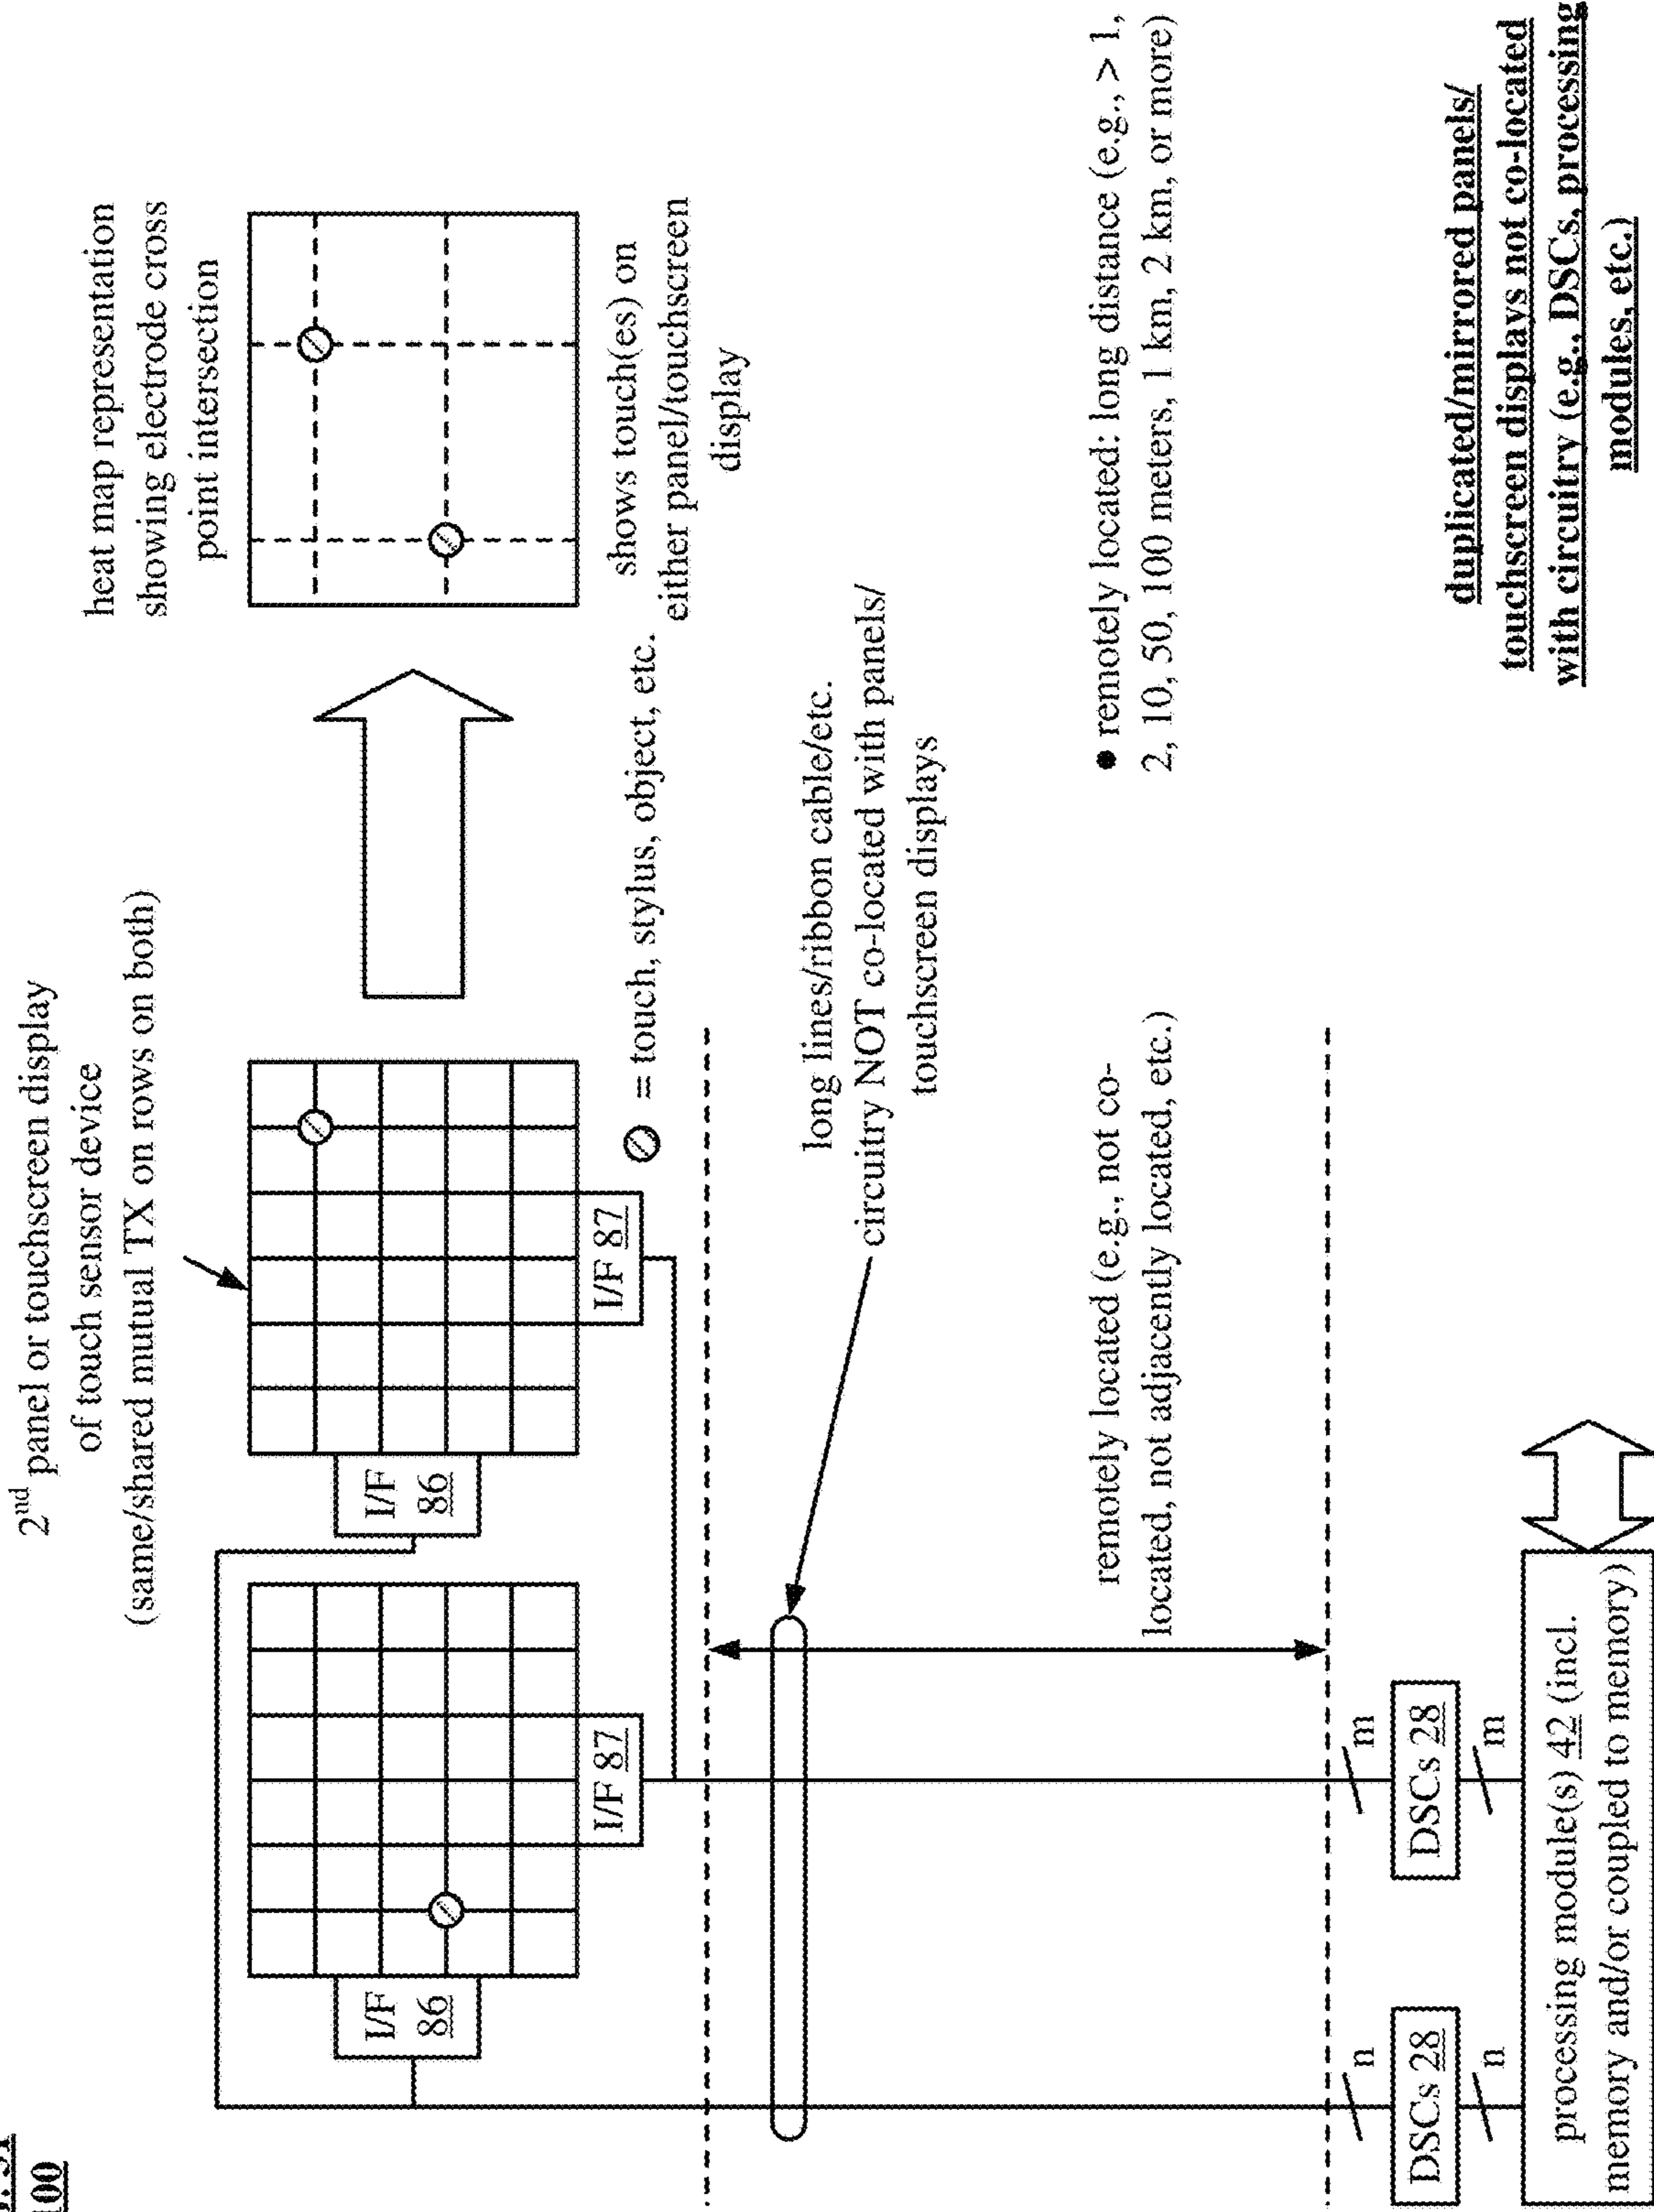 2nd panel or touchscreen display
of touch sensor device
(same/shared mutual TX on rows on both)
heat map representation
showing electrode cross
point intersection
I/F
86
I/F 87
I/F
86
I/F 87
= touch, stylus, object, etc.
shows touch(es) on
either panel/touchscreen
display
long lines/ribbon cable/etc.
circuitry NOT co-located with panels/
touchscreen displays
remotely located (e.g., not co-
located, not adjacently located, etc.)
● remotely located: long distance (e.g., > 1,
2, 10, 50, 100 meters, 1 km, 2 km, or more)
n
m
DSCs 28
DSCs 28
n
m
processing module(s) 42 (incl.
memory and/or coupled to memory)
duplicated/mirrored panels/
touchscreen displays not co-located
with circuitry (e.g., DSCs, processing
modules, etc.)